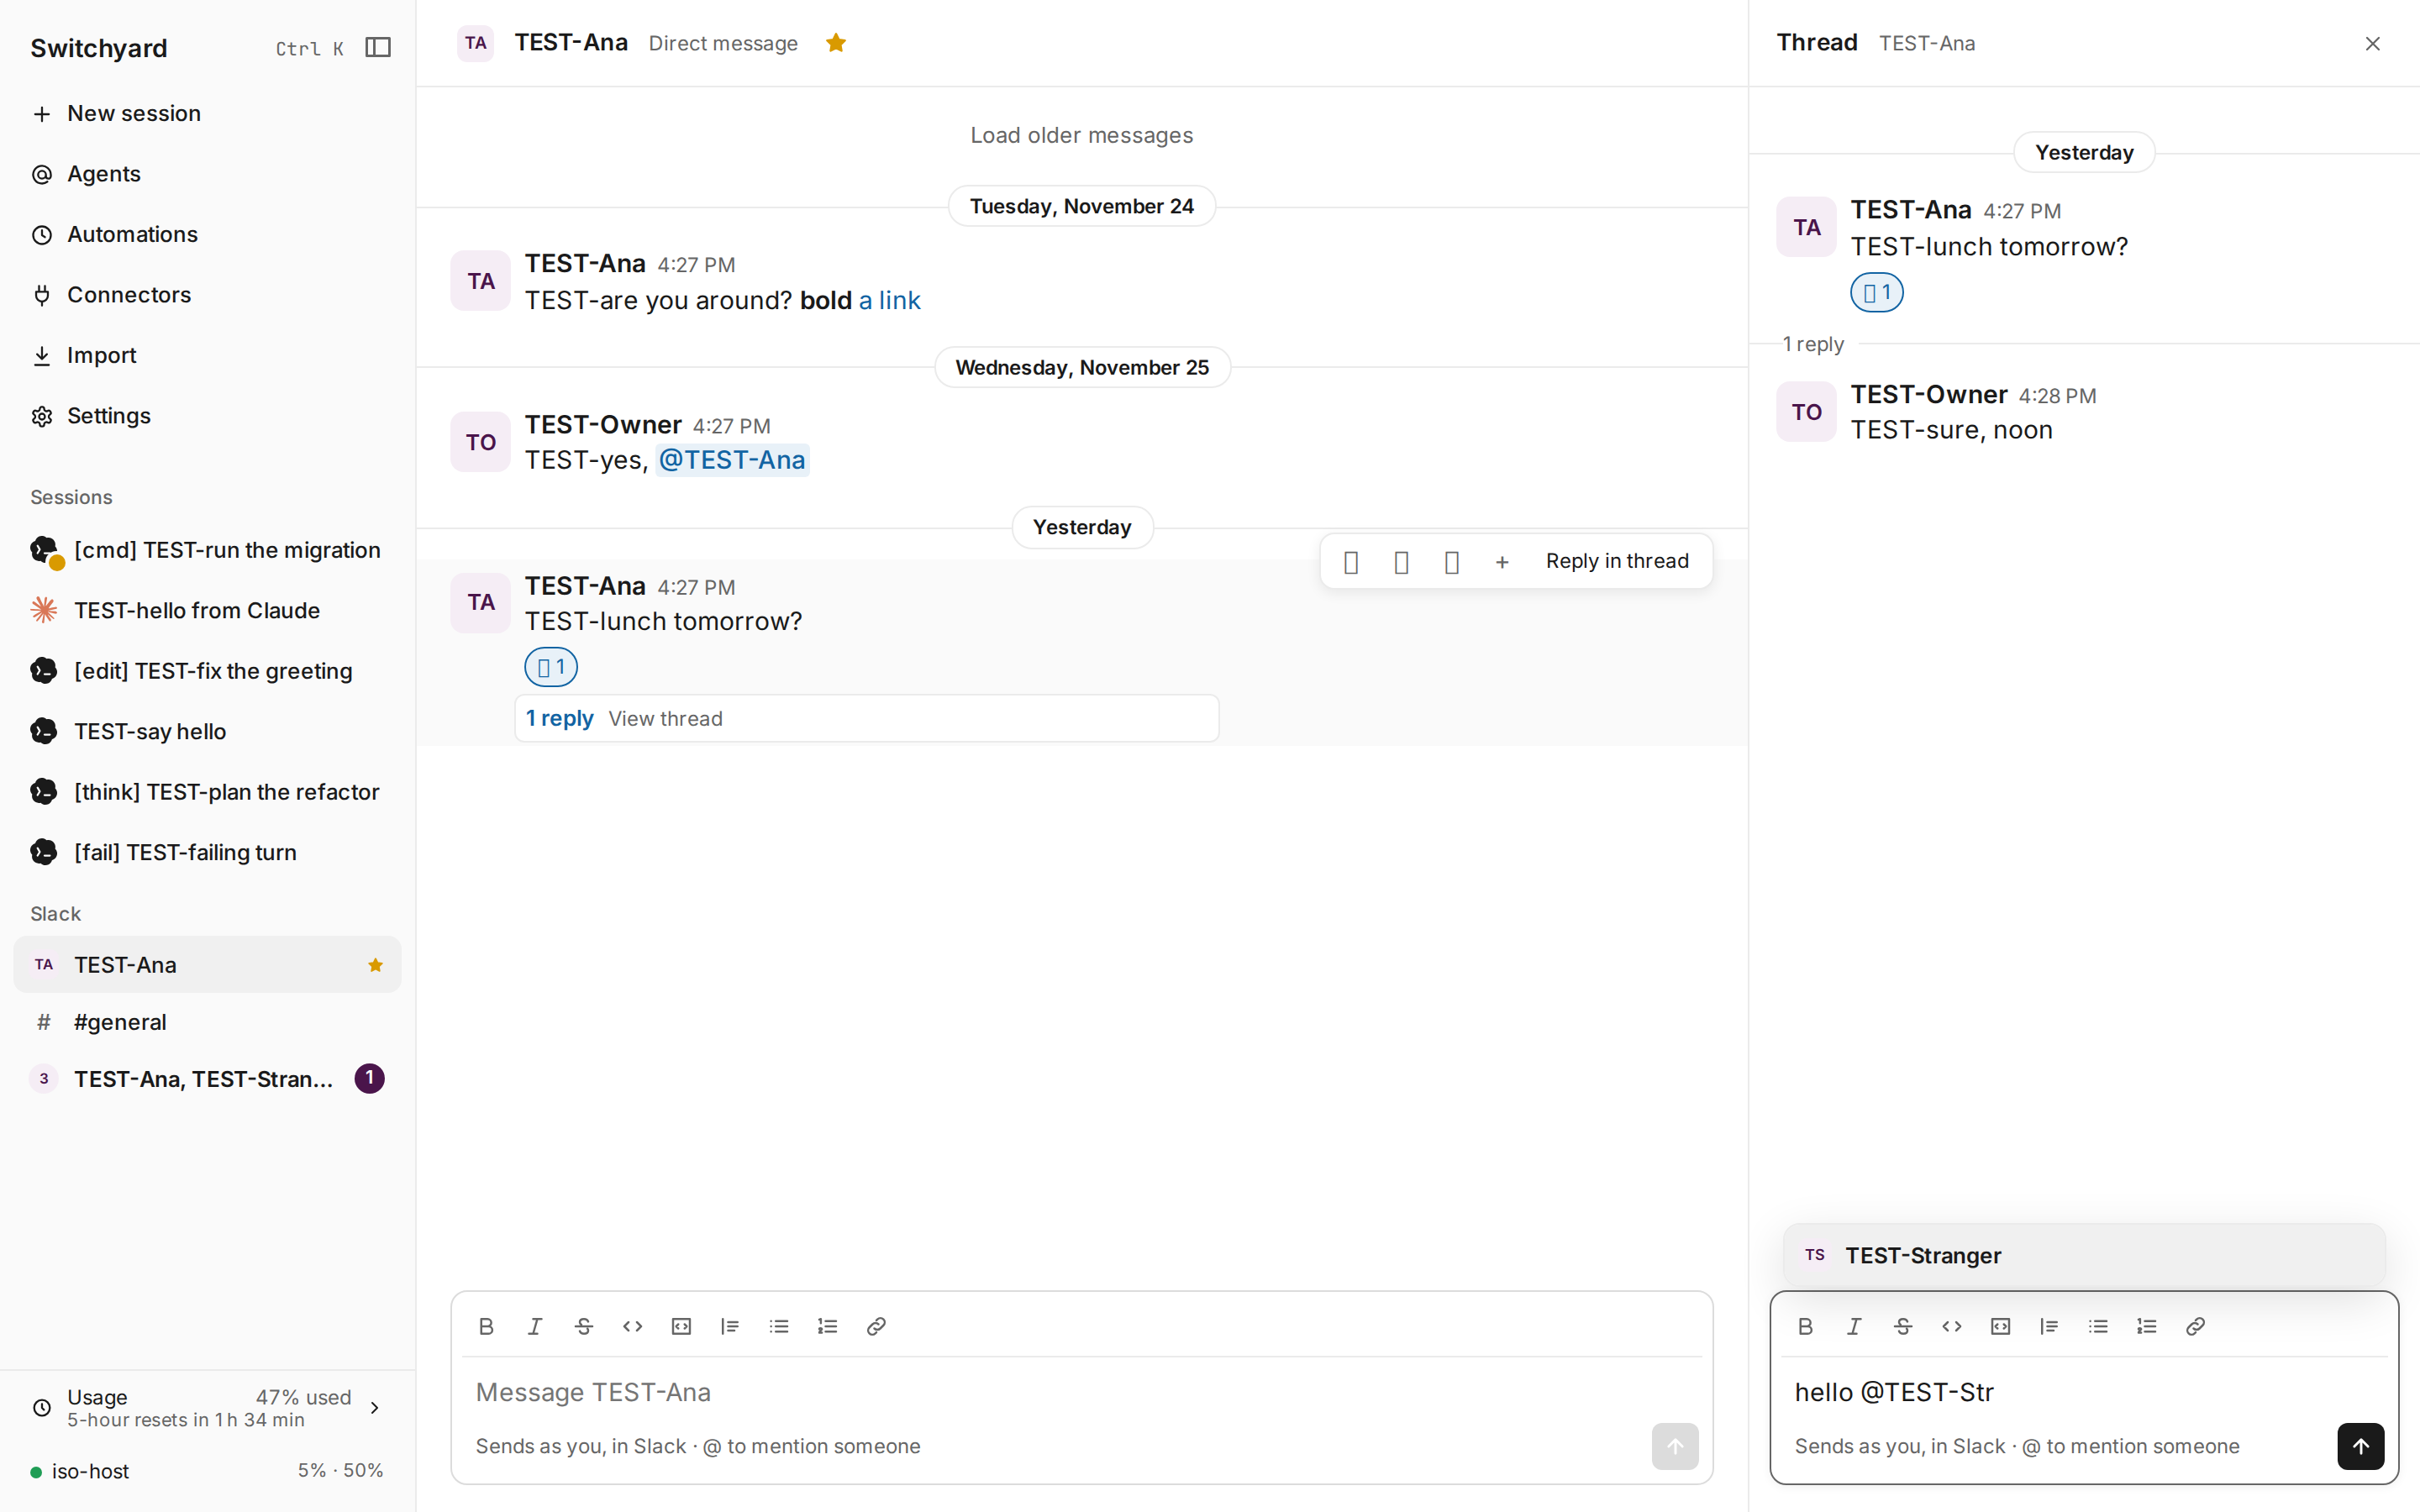 Switchyard
Ctrl K
New session
Agents
Automations
Connectors
Import
Settings
Sessions
[cmd] TEST-run the migration
TEST-hello from Claude
[edit] TEST-fix the greeting
TEST-say hello
[think] TEST-plan the refactor
[fail] TEST-failing turn
Slack
TA TEST-Ana
# #general
3 TEST-Ana, TEST-Stran... 1
Usage 47% used
5-hour resets in 1 h 34 min
iso-host 5% · 50%
TA TEST-Ana Direct message
Load older messages
Tuesday, November 24
TA TEST-Ana 4:27 PM
TEST-are you around? bold a link
Wednesday, November 25
TO TEST-Owner 4:27 PM
TEST-yes, @TEST-Ana
Yesterday
+ Reply in thread
TA TEST-Ana 4:27 PM
TEST-lunch tomorrow?
1
1 reply View thread
Message TEST-Ana
Sends as you, in Slack · @ to mention someone
Thread TEST-Ana
Yesterday
TA TEST-Ana 4:27 PM
TEST-lunch tomorrow?
1
1 reply
TO TEST-Owner 4:28 PM
TEST-sure, noon
TS TEST-Stranger
hello @TEST-Str
Sends as you, in Slack · @ to mention someone